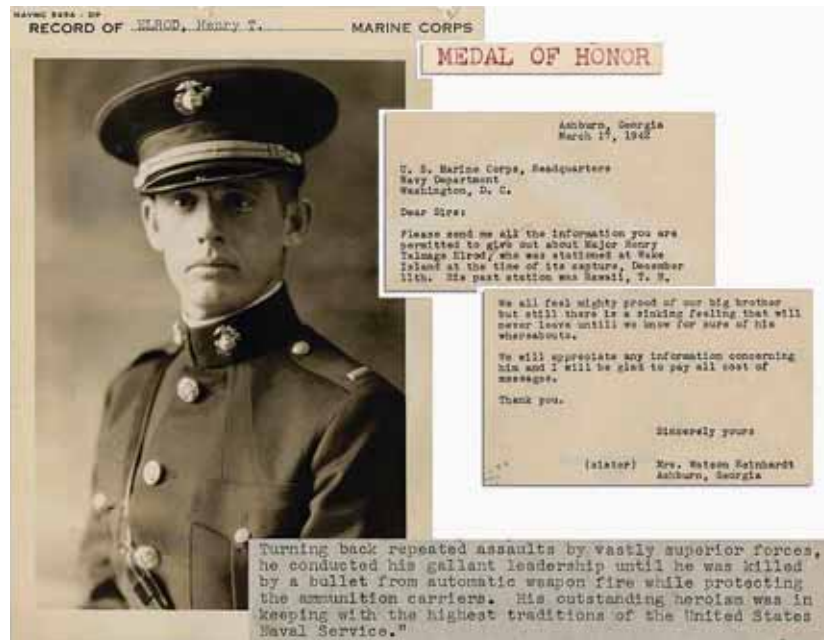 NAVMC 545A - DP
RECORD OF ELROD, Henry T. MARINE CORPS
MEDAL OF HONOR
Ashburn, Georgia
March 17, 1942
U. S. Marine Corps, Headquarters
Navy Department
Washington, D. C.
Dear Sirs:
Please send me all the information you are
permitted to give out about Major Henry
Talmage Elrod, who was stationed at Wake
Island at the time of its capture, December
11th. His past station was Hawaii, T. H.
We all feel mighty proud of our big brother
but still there is a sinking feeling that will
never leave until we know for sure of his
whereabouts.
We will appreciate any information concerning
him and I will be glad to pay all cost of
messages.
Thank you.
Sincerely yours
(sister) Mrs. Watson Reinhardt
Ashburn, Georgia
Turning back repeated assaults by vastly superior forces,
he conducted his gallant leadership until he was killed
by a bullet from automatic weapon fire while protecting
the ammunition carriers. His outstanding heroism was in
keeping with the highest traditions of the United States
Naval Service."